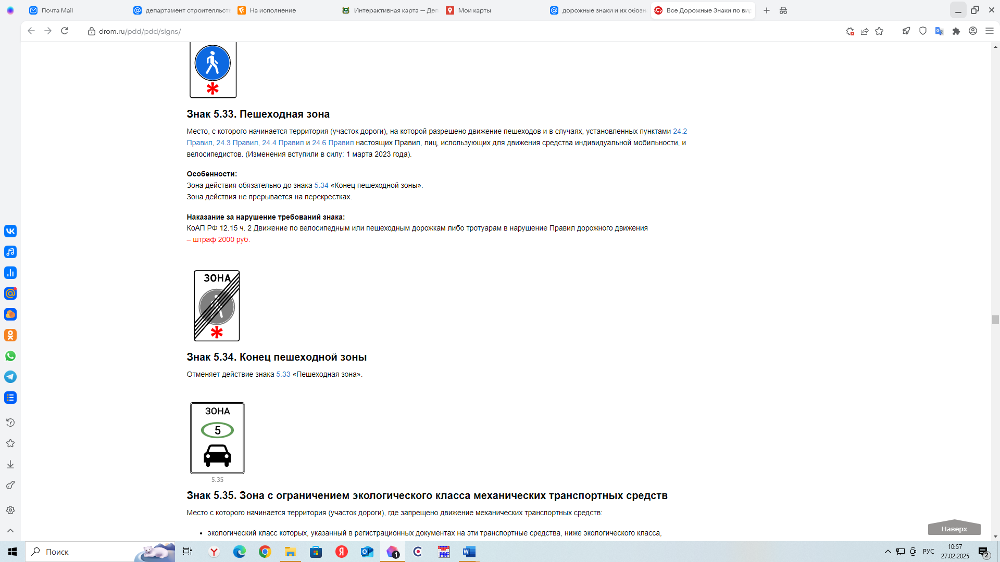 Почта Mail
департамент строителльств
На исполнение
Интерактивная карта — Деп
Мои карты
дорожные знаки и их обозн
Все Дорожные Знаки по вид
drom.ru/pdd/pdd/signs/
Знак 5.33. Пешеходная зона
Место, с которого начинается территория (участок дороги), на которой разрешено движение пешеходов и в случаях, установленных пунктами 24.2
Правил, 24.3 Правил, 24.4 Правил и 24.6 Правил настоящих Правил, лиц, использующих для движения средства индивидуальной мобильности, и
велосипедистов. (Изменения вступили в силу: 1 марта 2023 года).
Особенности:
Зона действия обязательно до знака 5.34 «Конец пешеходной зоны».
Зона действия не прерывается на перекрестках.
Наказание за нарушение требований знака:
КоАП РФ 12.15 ч. 2 Движение по велосипедным или пешеходным дорожкам либо тротуарам в нарушение Правил дорожного движения
– штраф 2000 руб.
ЗОНА
Знак 5.34. Конец пешеходной зоны
Отменяет действие знака 5.33 «Пешеходная зона».
ЗОНА
5
5.35
Знак 5.35. Зона с ограничением экологического класса механических транспортных средств
Место с которого начинается территория (участок дороги), где запрещено движение механических транспортных средств:
• экологический класс которых, указанный в регистрационных документах на эти транспортные средства, ниже экологического класса,
Наверх
Поиск
1
PDF
РУС
10:57
27.02.2025
2